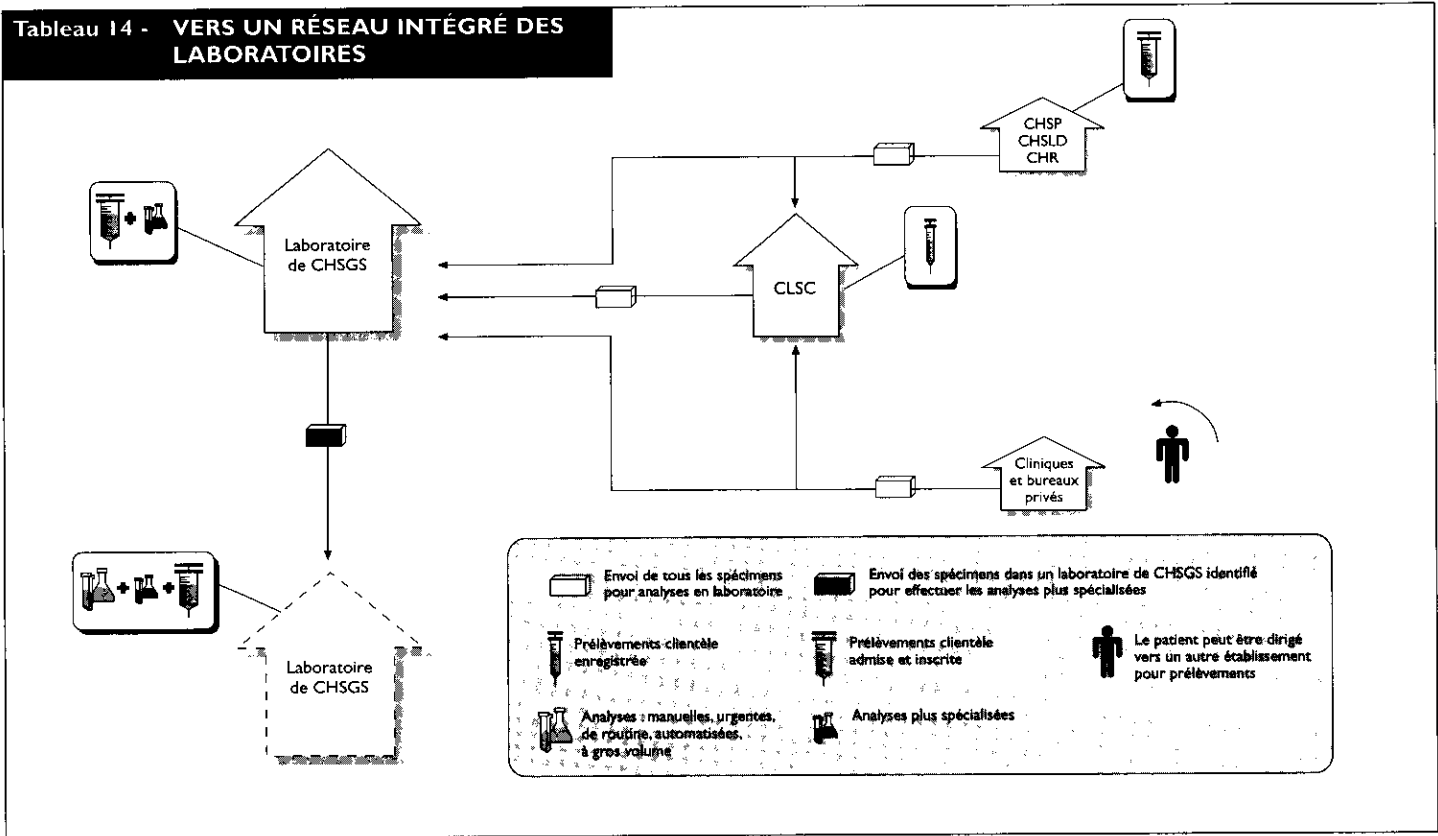 Tableau 14 - VERS UN RÉSEAU INTÉGRÉ DES
LABORATOIRES
CHSP
CHSLD
CHR
Laboratoire
de CHSGS
CLSC
Cliniques
et bureaux
privés
Laboratoire
de CHSGS
Envoi de tous les spécimens
pour analyses en laboratoire
Envoi des spécimens dans un laboratoire de CHSGS identifié
pour effectuer les analyses plus spécialisées
Prélèvements clientèle
enregistrée
Prélèvements clientèle
admise et inscrite
Le patient peut être dirigé
vers un autre établissement
pour prélèvements
Analyses : manuelles, urgentes,
de routine, automatisées,
à gros volume
Analyses plus spécialisées